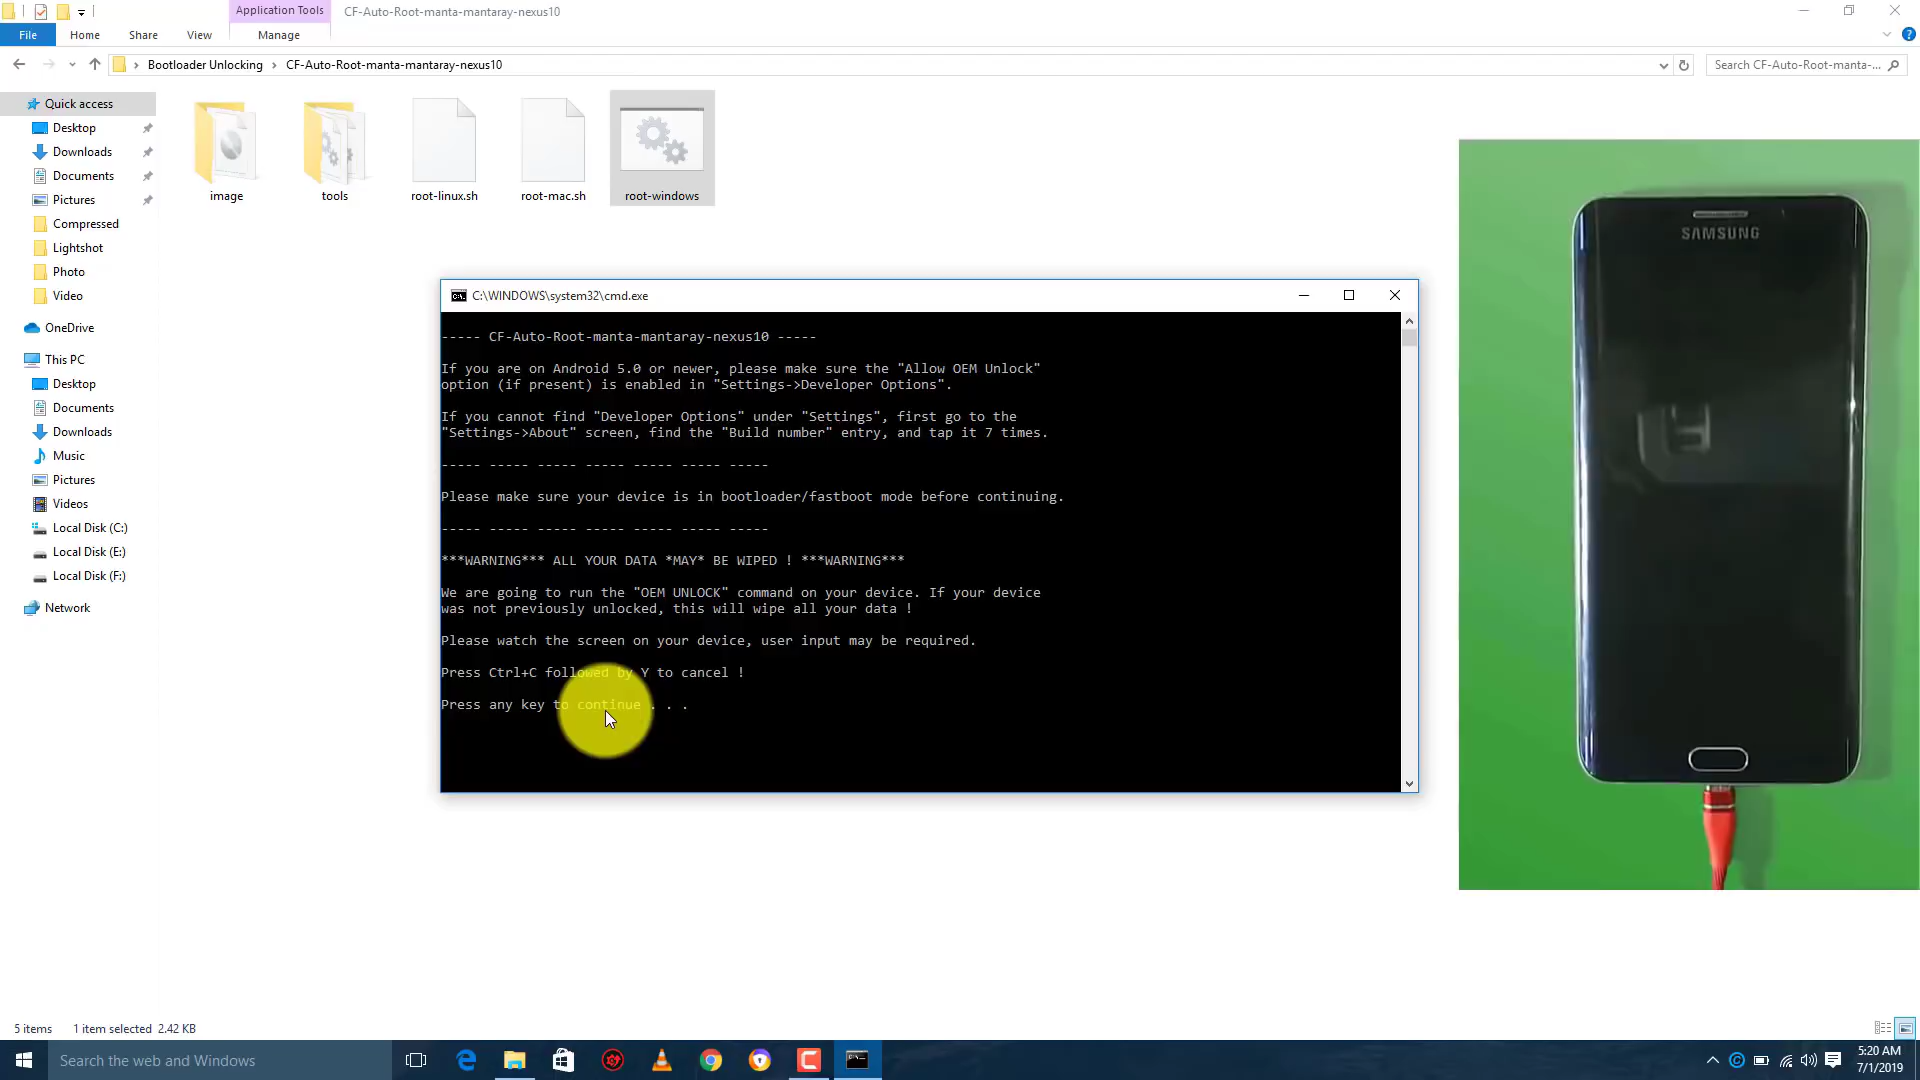 Application Tools
CF-Auto-Root-manta-mantaray-nexus10
File
Home
Share
View
Manage
Bootloader Unlocking
CF-Auto-Root-manta-mantaray-nexus10
Search CF-Auto-Root-manta-...
Quick access
Desktop
Downloads
Documents
Pictures
Compressed
Lightshot
Photo
Video
OneDrive
This PC
Desktop
Documents
Downloads
Music
Pictures
Videos
Local Disk (C:)
Local Disk (E:)
Local Disk (F:)
Network
image
tools
root-linux.sh
root-mac.sh
root-windows
C:\WINDOWS\system32\cmd.exe
----- CF-Auto-Root-manta-mantaray-nexus10 -----
If you are on Android 5.0 or newer, please make sure the "Allow OEM Unlock"
option (if present) is enabled in "Settings->Developer Options".
If you cannot find "Developer Options" under "Settings", first go to the
"Settings->About" screen, find the "Build number" entry, and tap it 7 times.
----- ----- ----- ----- ----- ----- -----
Please make sure your device is in bootloader/fastboot mode before continuing.
----- ----- ----- ----- ----- ----- -----
***WARNING*** ALL YOUR DATA *MAY* BE WIPED ! ***WARNING***
We are going to run the "OEM UNLOCK" command on your device. If your device
was not previously unlocked, this will wipe all your data !
Please watch the screen on your device, user input may be required.
Press Ctrl+C followed by Y to cancel !
Press any key to continue . . .
SAMSUNG
5 items
1 item selected 2.42 KB
Search the web and Windows
5:20 AM
7/1/2019